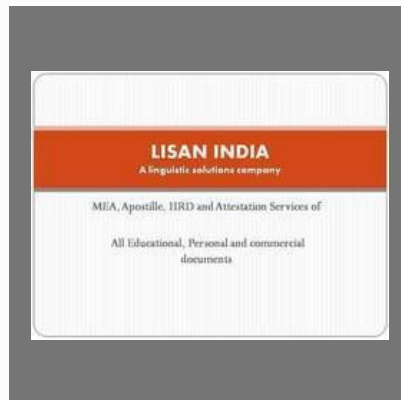 LISAN INDIA
A linguistic solutions company
MEA, Apostille, HRD and Attestation Services of
All Educational, Personal and commercial
documents